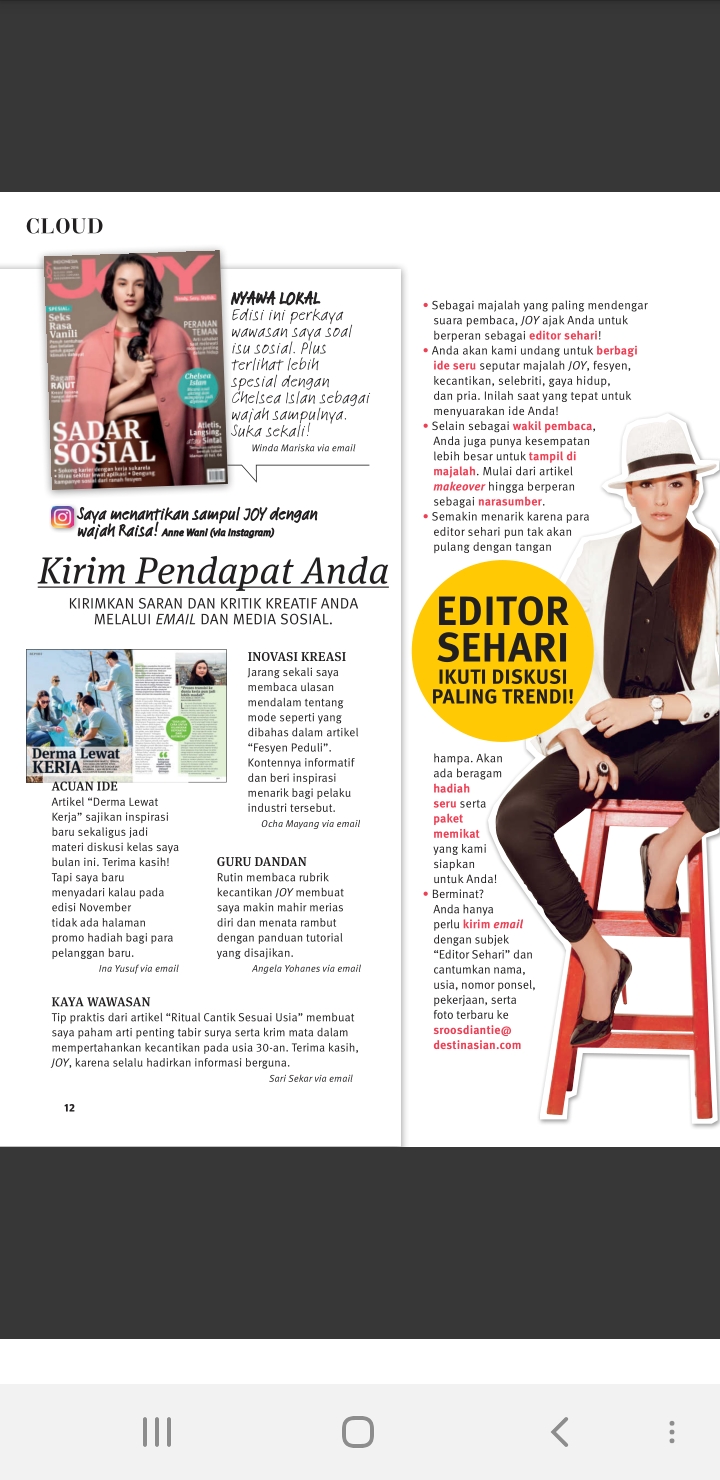 CLOUD
JOY
INDONESIA
SPESIAL:
Seks
Rasa
Vanili
Ragam
RAJUT
PERANAN
TEMAN
Chelsea
Islan
SADAR
SOSIAL
Atletis,
Langsing,
atau Sintal
NYAWA LOKAL
Edisi ini perkaya
wawasan saya soal
isu sosial. Plus
terlihat lebih
spesial dengan
Chelsea Islan sebagai
wajah sampulnya.
Suka sekali!
Winda Mariska via email
Saya menantikan sampul JOY dengan
wajah Raisa! Anne Wani (via Instagram)
Kirim Pendapat Anda
KIRIMKAN SARAN DAN KRITIK KREATIF ANDA
MELALUI EMAIL DAN MEDIA SOSIAL.
Derma Lewat
KERJA
ACUAN IDE
Artikel “Derma Lewat
Kerja” sajikan inspirasi
baru sekaligus jadi
materi diskusi kelas saya
bulan ini. Terima kasih!
Tapi saya baru
menyadari kalau pada
edisi November
tidak ada halaman
promo hadiah bagi para
pelanggan baru.
Ina Yusuf via email
INOVASI KREASI
Jarang sekali saya
membaca ulasan
mendalam tentang
mode seperti yang
dibahas dalam artikel
“Fesyen Peduli”.
Kontennya informatif
dan beri inspirasi
menarik bagi pelaku
industri tersebut.
Ocha Mayang via email
GURU DANDAN
Rutin membaca rubrik
kecantikan JOY membuat
saya makin mahir merias
diri dan menata rambut
dengan panduan tutorial
yang disajikan.
Angela Yohanes via email
KAYA WAWASAN
Tip praktis dari artikel “Ritual Cantik Sesuai Usia” membuat
saya paham arti penting tabir surya serta krim mata dalam
mempertahankan kecantikan pada usia 30-an. Terima kasih,
JOY, karena selalu hadirkan informasi berguna.
Sari Sekar via email
12
• Sebagai majalah yang paling mendengar
suara pembaca, JOY ajak Anda untuk
berperan sebagai editor sehari!
• Anda akan kami undang untuk berbagi
ide seru seputar majalah JOY, fesyen,
kecantikan, selebriti, gaya hidup,
dan pria. Inilah saat yang tepat untuk
menyuarakan ide Anda!
• Selain sebagai wakil pembaca,
Anda juga punya kesempatan
lebih besar untuk tampil di
majalah. Mulai dari artikel
makeover hingga berperan
sebagai narasumber.
• Semakin menarik karena para
editor sehari pun tak akan
pulang dengan tangan
EDITOR
SEHARI
IKUTI DISKUSI
PALING TRENDI!
hampa. Akan
ada beragam
hadiah
seru serta
paket
memikat
yang kami
siapkan
untuk Anda!
• Berminat?
Anda hanya
perlu kirim email
dengan subjek
“Editor Sehari” dan
cantumkan nama,
usia, nomor ponsel,
pekerjaan, serta
foto terbaru ke
sroosdiantie@
destinasian.com